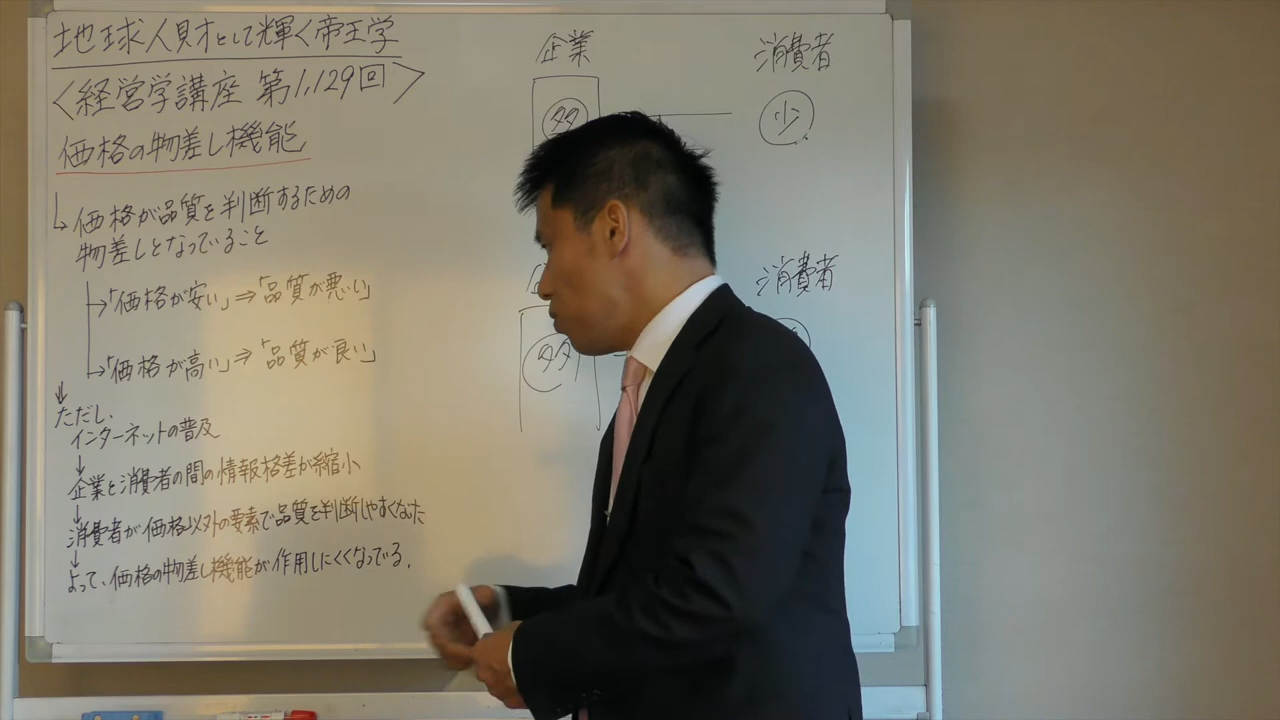 地球人財として輝く帝王学
〈経営学講座 第1,129回〉
価格の物差し機能
↳価格が品質を判断するための
物差しとなっていること
→「価格が安い」⇒「品質が悪い」
→「価格が高い」⇒「品質が良い」
⇓
ただし、
インターネットの普及
↓
企業と消費者の間の情報格差が縮小
↓
消費者が価格以外の要素で品質を判断しやすくなった
↓
よって、価格の物差し機能が作用しにくくなっている。
企業 消費者
多 少
消費者
多